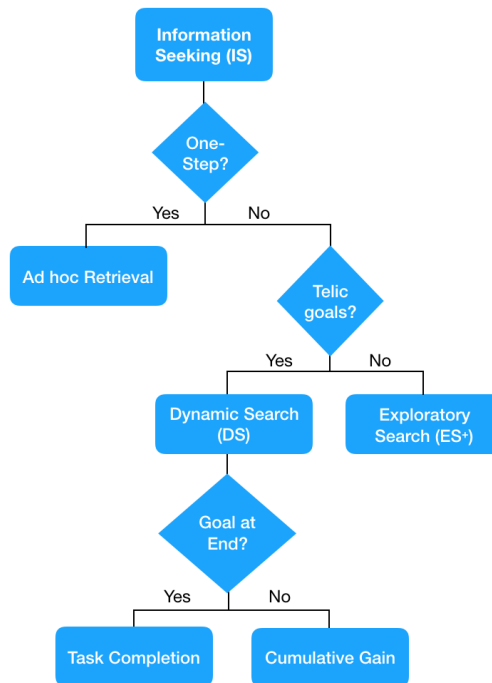 Information
Seeking (IS)
One-
Step?
Yes
No
Ad hoc Retrieval
Telic
goals?
Yes
No
Dynamic Search
(DS)
Exploratory
Search (ES⁺)
Goal at
End?
Yes
No
Task Completion
Cumulative Gain